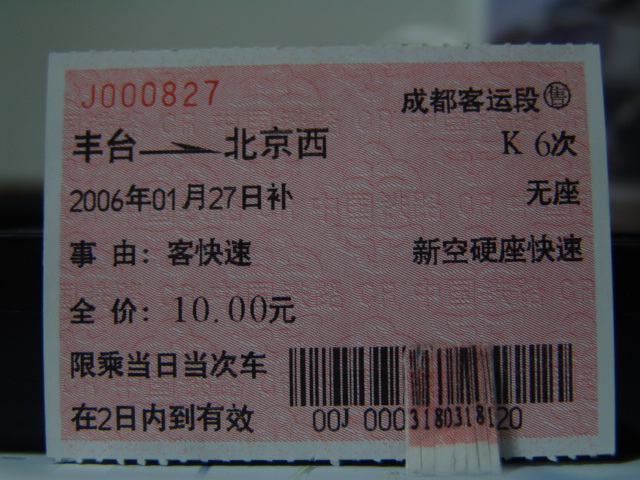 J000827
成都客运段 售
丰台 → 北京西 K 6次
2006年01月27日补 无座
事 由：客快速 新空硬座快速
全 价：10.00元
限乘当日当次车
在2日内到有效
00J 000